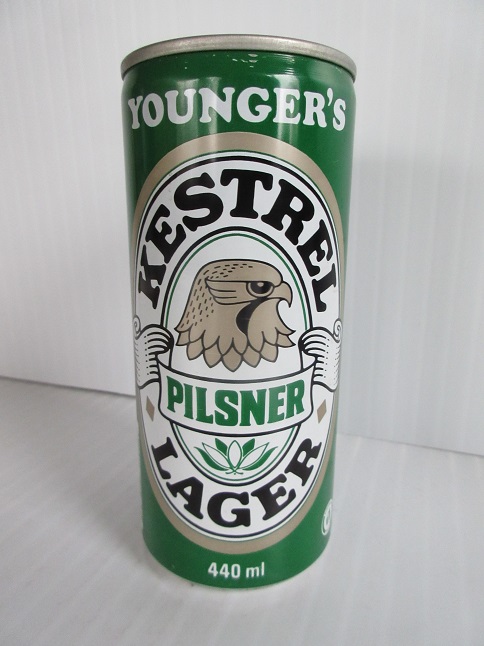 YOUNGER'S
KESTREL
PILSNER
LAGER
440 ml